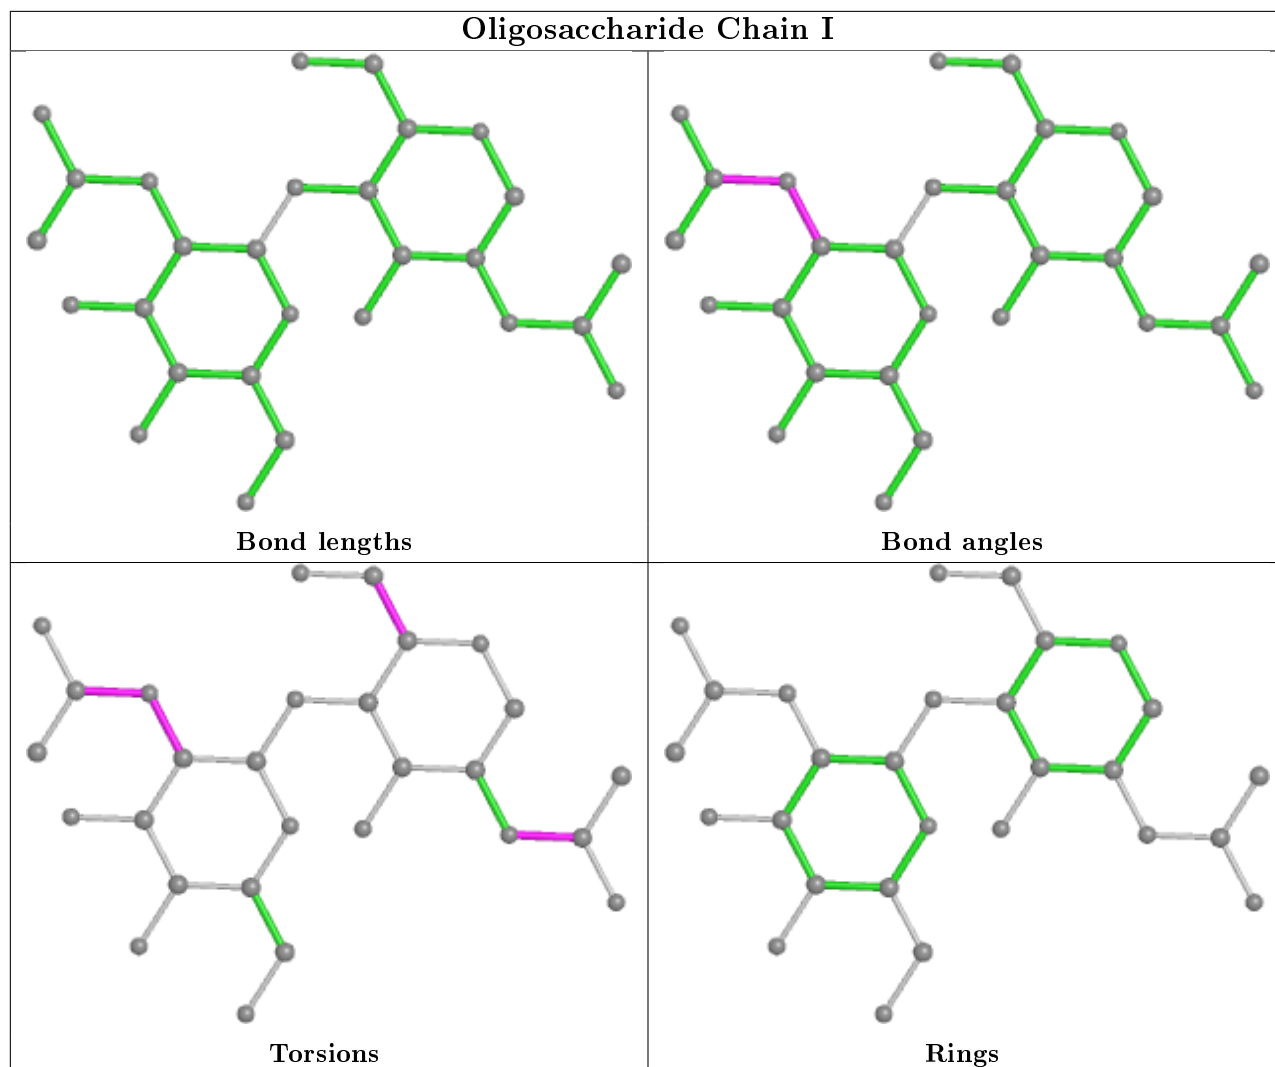 Oligosaccharide Chain I
Bond lengths
Bond angles
Torsions
Rings